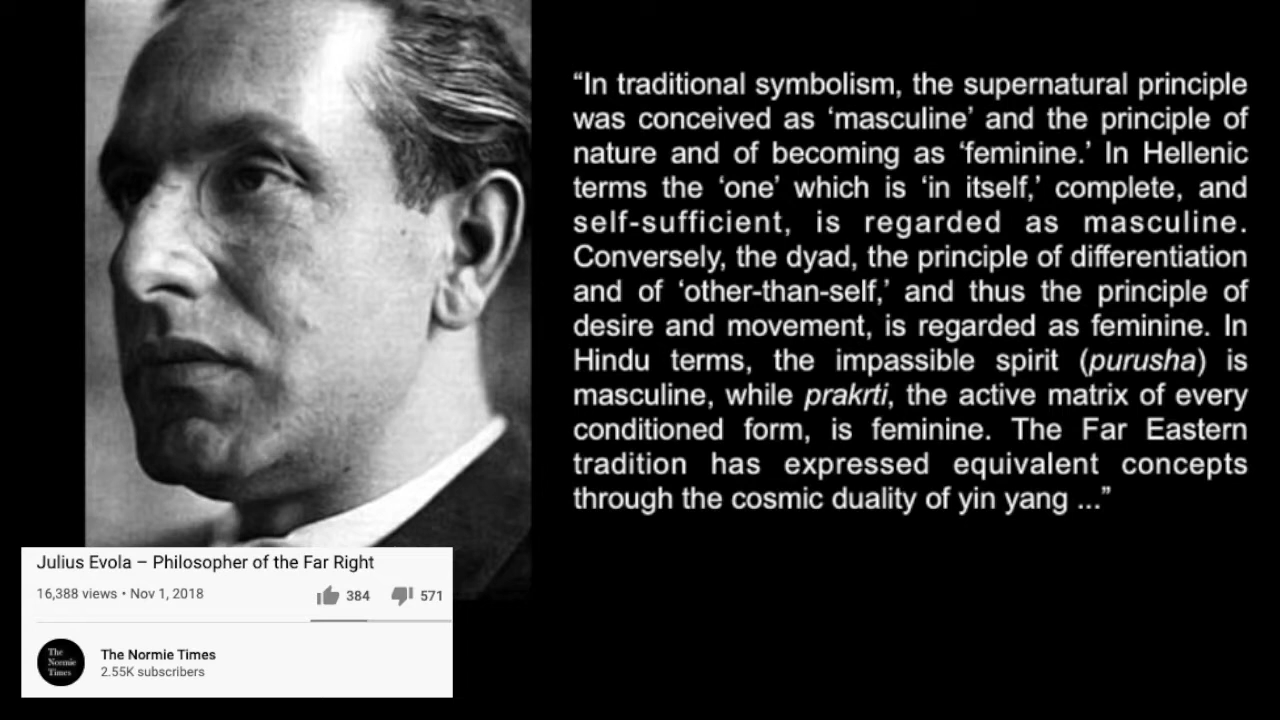 “In traditional symbolism, the supernatural principle
was conceived as ‘masculine’ and the principle of
nature and of becoming as ‘feminine.’ In Hellenic
terms the ‘one’ which is ‘in itself,’ complete, and
self-sufficient, is regarded as masculine.
Conversely, the dyad, the principle of differentiation
and of ‘other-than-self,’ and thus the principle of
desire and movement, is regarded as feminine. In
Hindu terms, the impassible spirit (purusha) is
masculine, while prakrti, the active matrix of every
conditioned form, is feminine. The Far Eastern
tradition has expressed equivalent concepts
through the cosmic duality of yin yang ...”
Julius Evola – Philosopher of the Far Right
16,388 views • Nov 1, 2018 384 571
The Normie Times
2.55K subscribers
The
Normie
Times